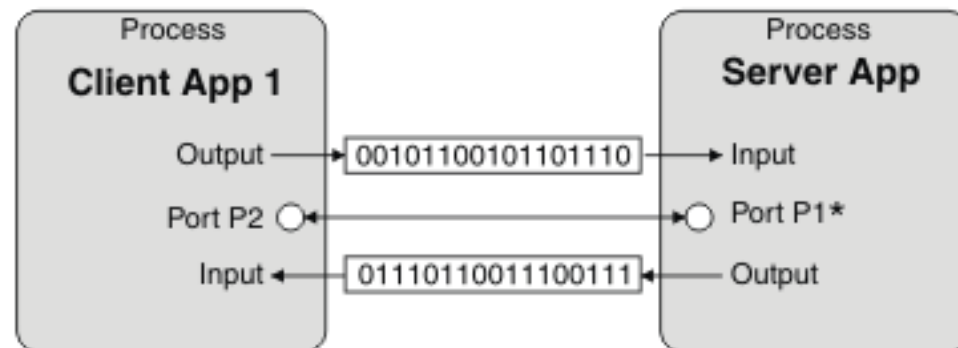 Process
Client App 1
Output
Port P2
Input
00101100101101110
01110110011100111
Process
Server App
Input
Port P1*
Output